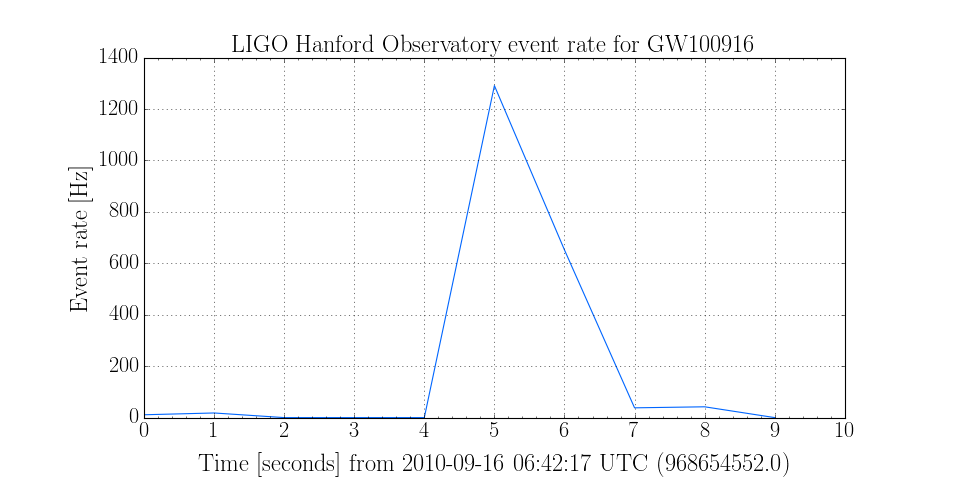 LIGO Hanford Observatory event rate for GW100916
1400
1200
1000
800
600
400
200
0
Event rate [Hz]
0 1 2 3 4 5 6 7 8 9 10
Time [seconds] from 2010-09-16 06:42:17 UTC (968654552.0)